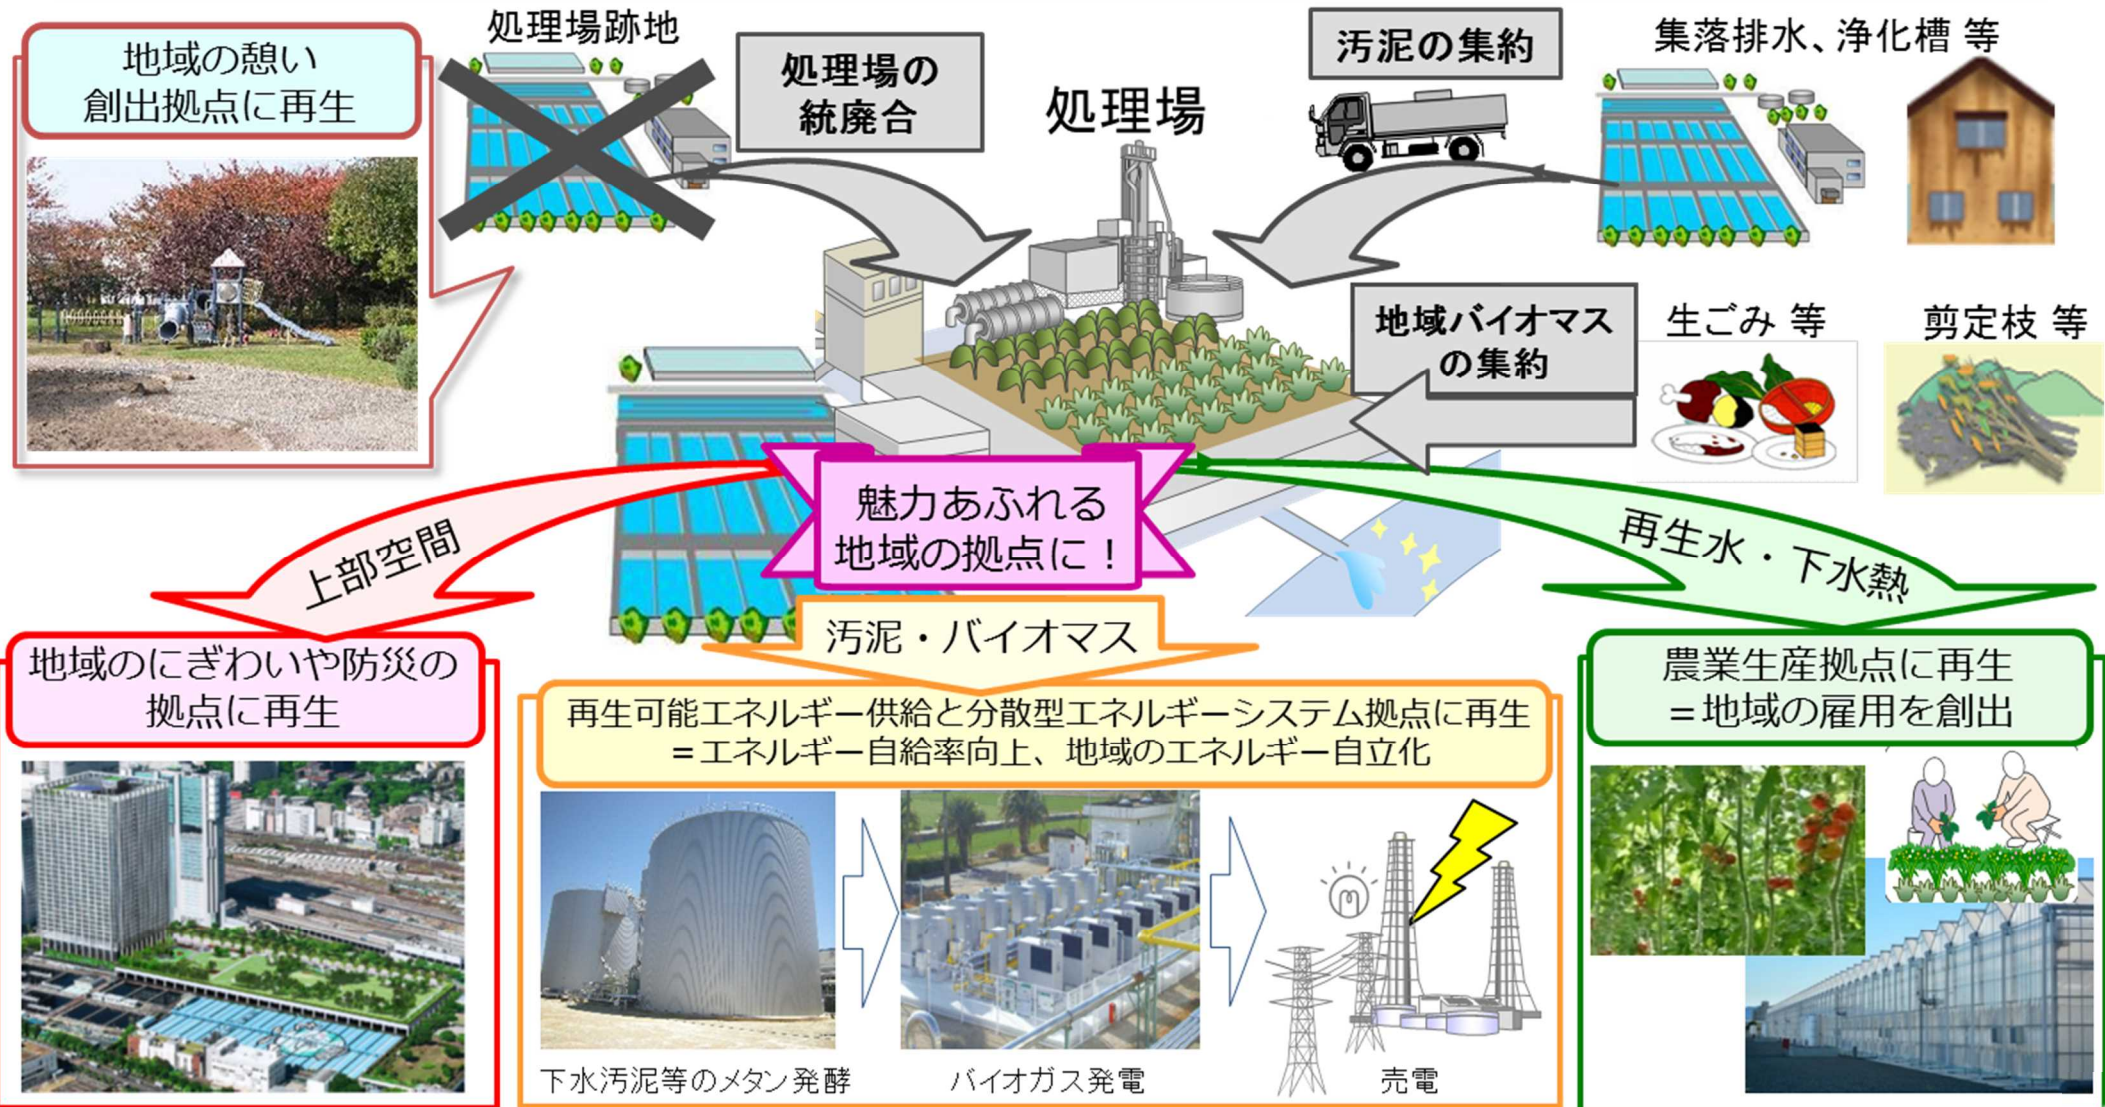 処理場跡地
地域の憩い
創出拠点に再生
処理場の
統廃合
処理場
汚泥の集約
集落排水、浄化槽 等
地域バイオマス
の集約
生ごみ 等
剪定枝 等
魅力あふれる
地域の拠点に！
上部空間
汚泥・バイオマス
再生水・下水熱
地域のにぎわいや防災の
拠点に再生
再生可能エネルギー供給と分散型エネルギーシステム拠点に再生
＝エネルギー自給率向上、地域のエネルギー自立化
農業生産拠点に再生
＝地域の雇用を創出
下水汚泥等のメタン発酵
バイオガス発電
売電